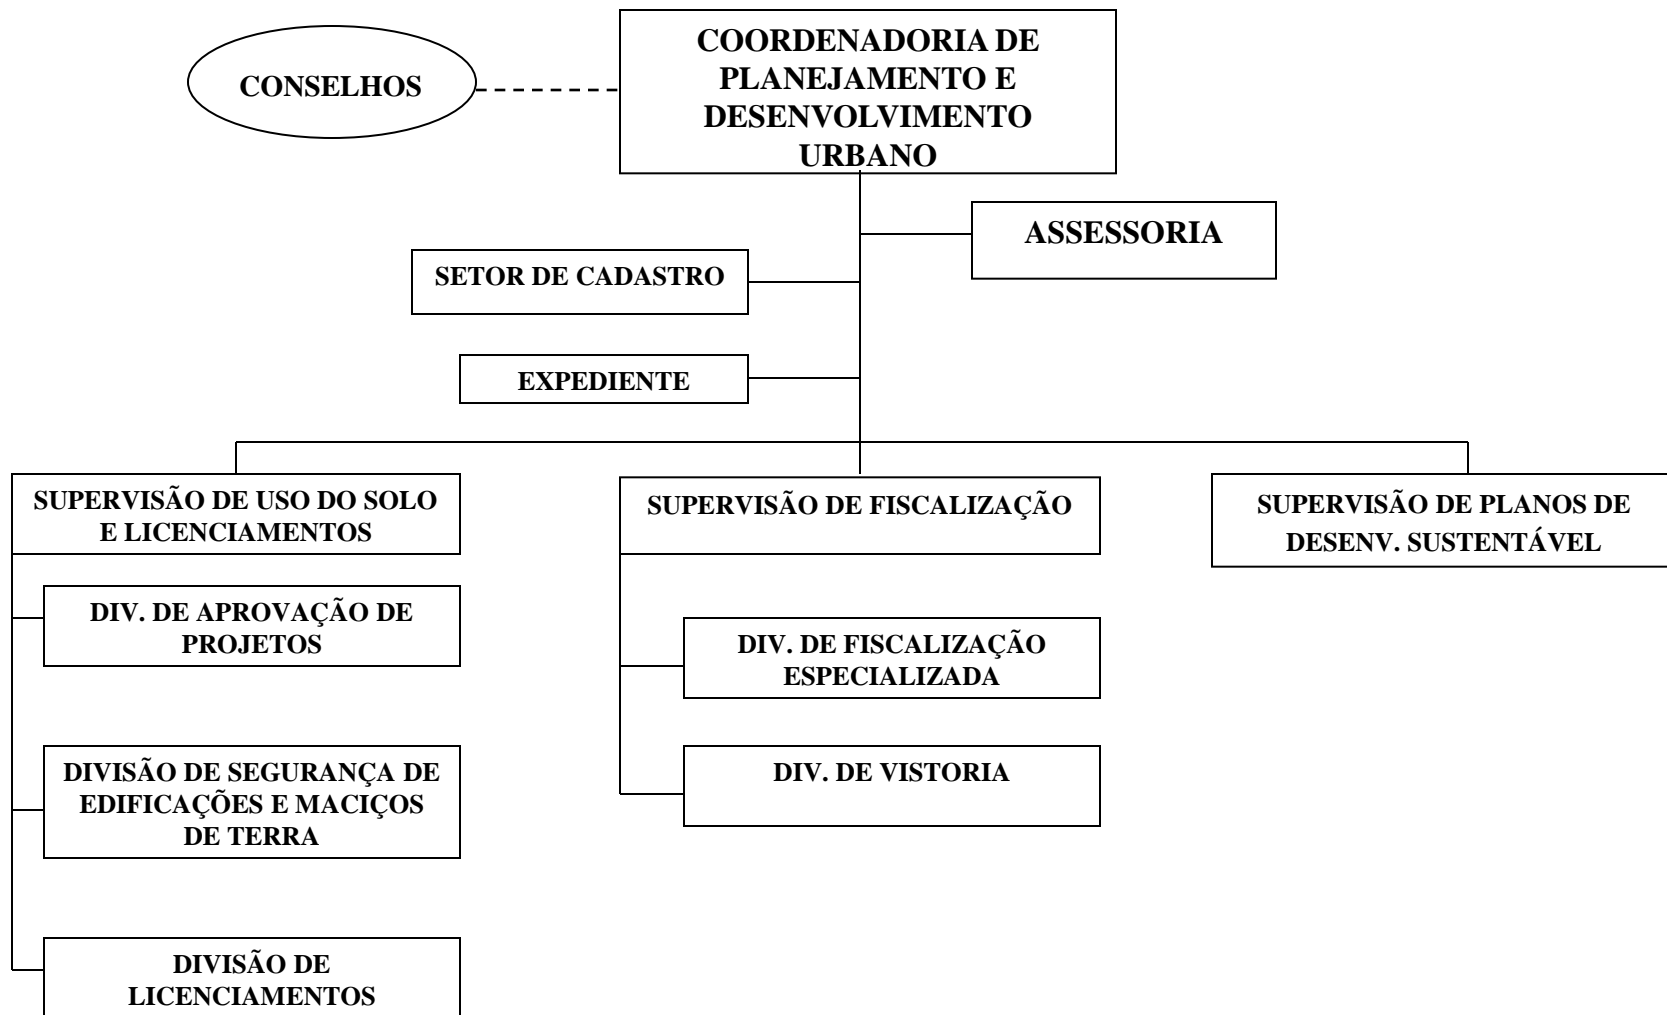 CONSELHOS
COORDENADORIA DE
PLANEJAMENTO E
DESENVOLVIMENTO
URBANO
ASSESSORIA
SETOR DE CADASTRO
EXPEDIENTE
SUPERVISÃO DE USO DO SOLO
E LICENCIAMENTOS
DIV. DE APROVAÇÃO DE
PROJETOS
DIVISÃO DE SEGURANÇA DE
EDIFICAÇÕES E MACIÇOS
DE TERRA
DIVISÃO DE
LICENCIAMENTOS
SUPERVISÃO DE FISCALIZAÇÃO
DIV. DE FISCALIZAÇÃO
ESPECIALIZADA
DIV. DE VISTORIA
SUPERVISÃO DE PLANOS DE
DESENV. SUSTENTÁVEL